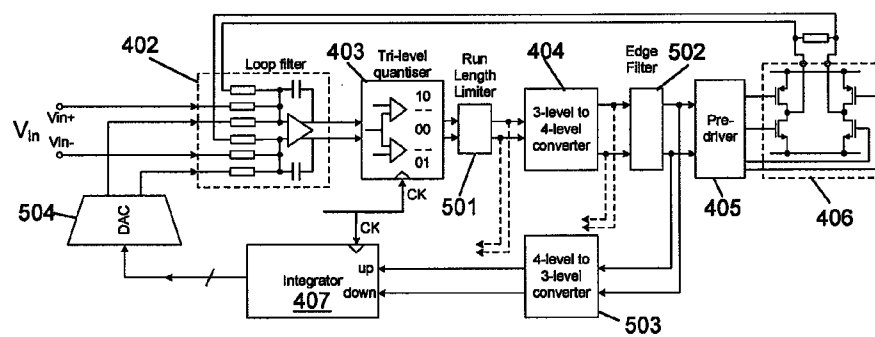 402
Loop filter
403
Tri-level
quantiser
10
00
01
CK
Run
Length
Limiter
501
404
3-level to
4-level
converter
Edge
Filter
502
Pre-
driver
405
406
Vin+
Vin
Vin-
504
DAC
CK
up
Integrator
407
down
4-level to
3-level
converter
503